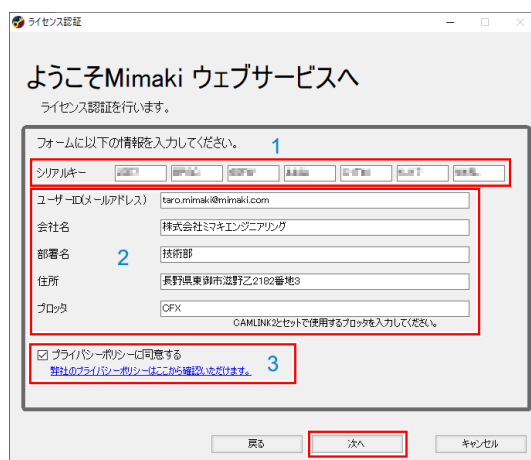 ライセンス認証
ようこそMimaki ウェブサービスへ
ライセンス認証を行います。
フォームに以下の情報を入力してください。
1
シリアルキー
ユーザーID(メールアドレス) taro.mimaki@mimaki.com
会社名 株式会社ミマキエンジニアリング
部署名 技術部
2
住所 長野県東御市滋野乙2182番地3
プロッタ CFX
CAMLINK2とセットで使用するプロッタを入力してください。
プライバシーポリシーに同意する
3
弊社のプライバシーポリシーはここから確認いただけます。
戻る 次へ キャンセル